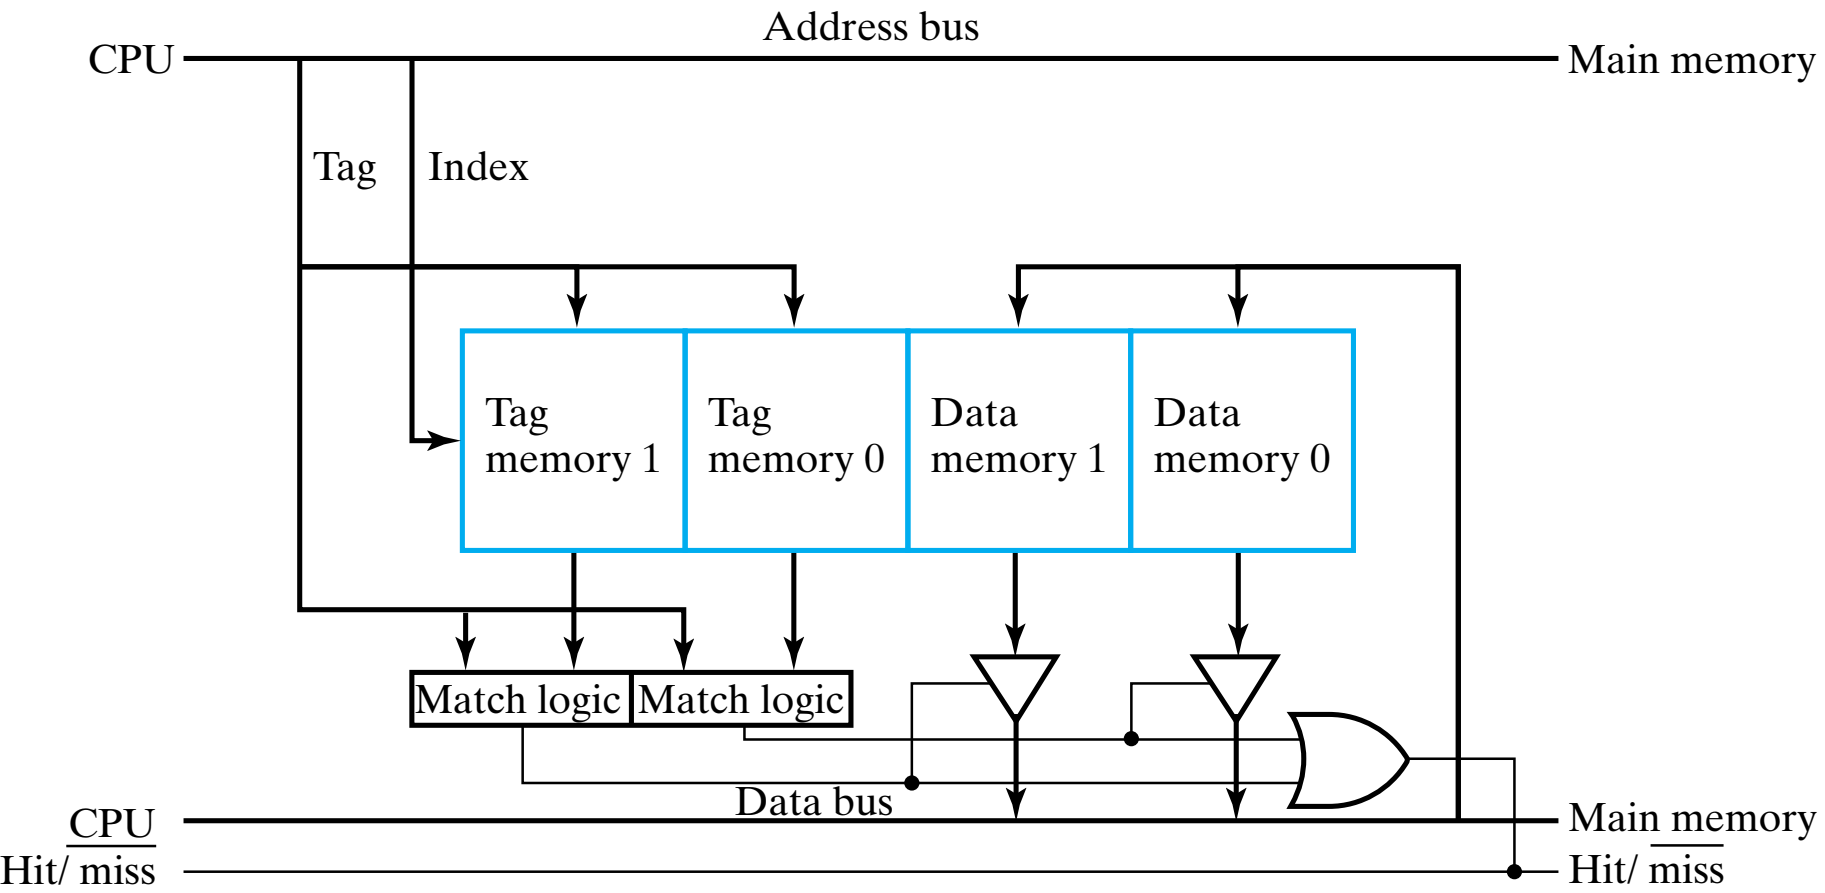 Address bus
CPU
Main memory
Tag
Index
Tag
memory 1
Tag
memory 0
Data
memory 1
Data
memory 0
Match logic
Match logic
Data bus
CPU
Main memory
Hit/ miss
Hit/ miss